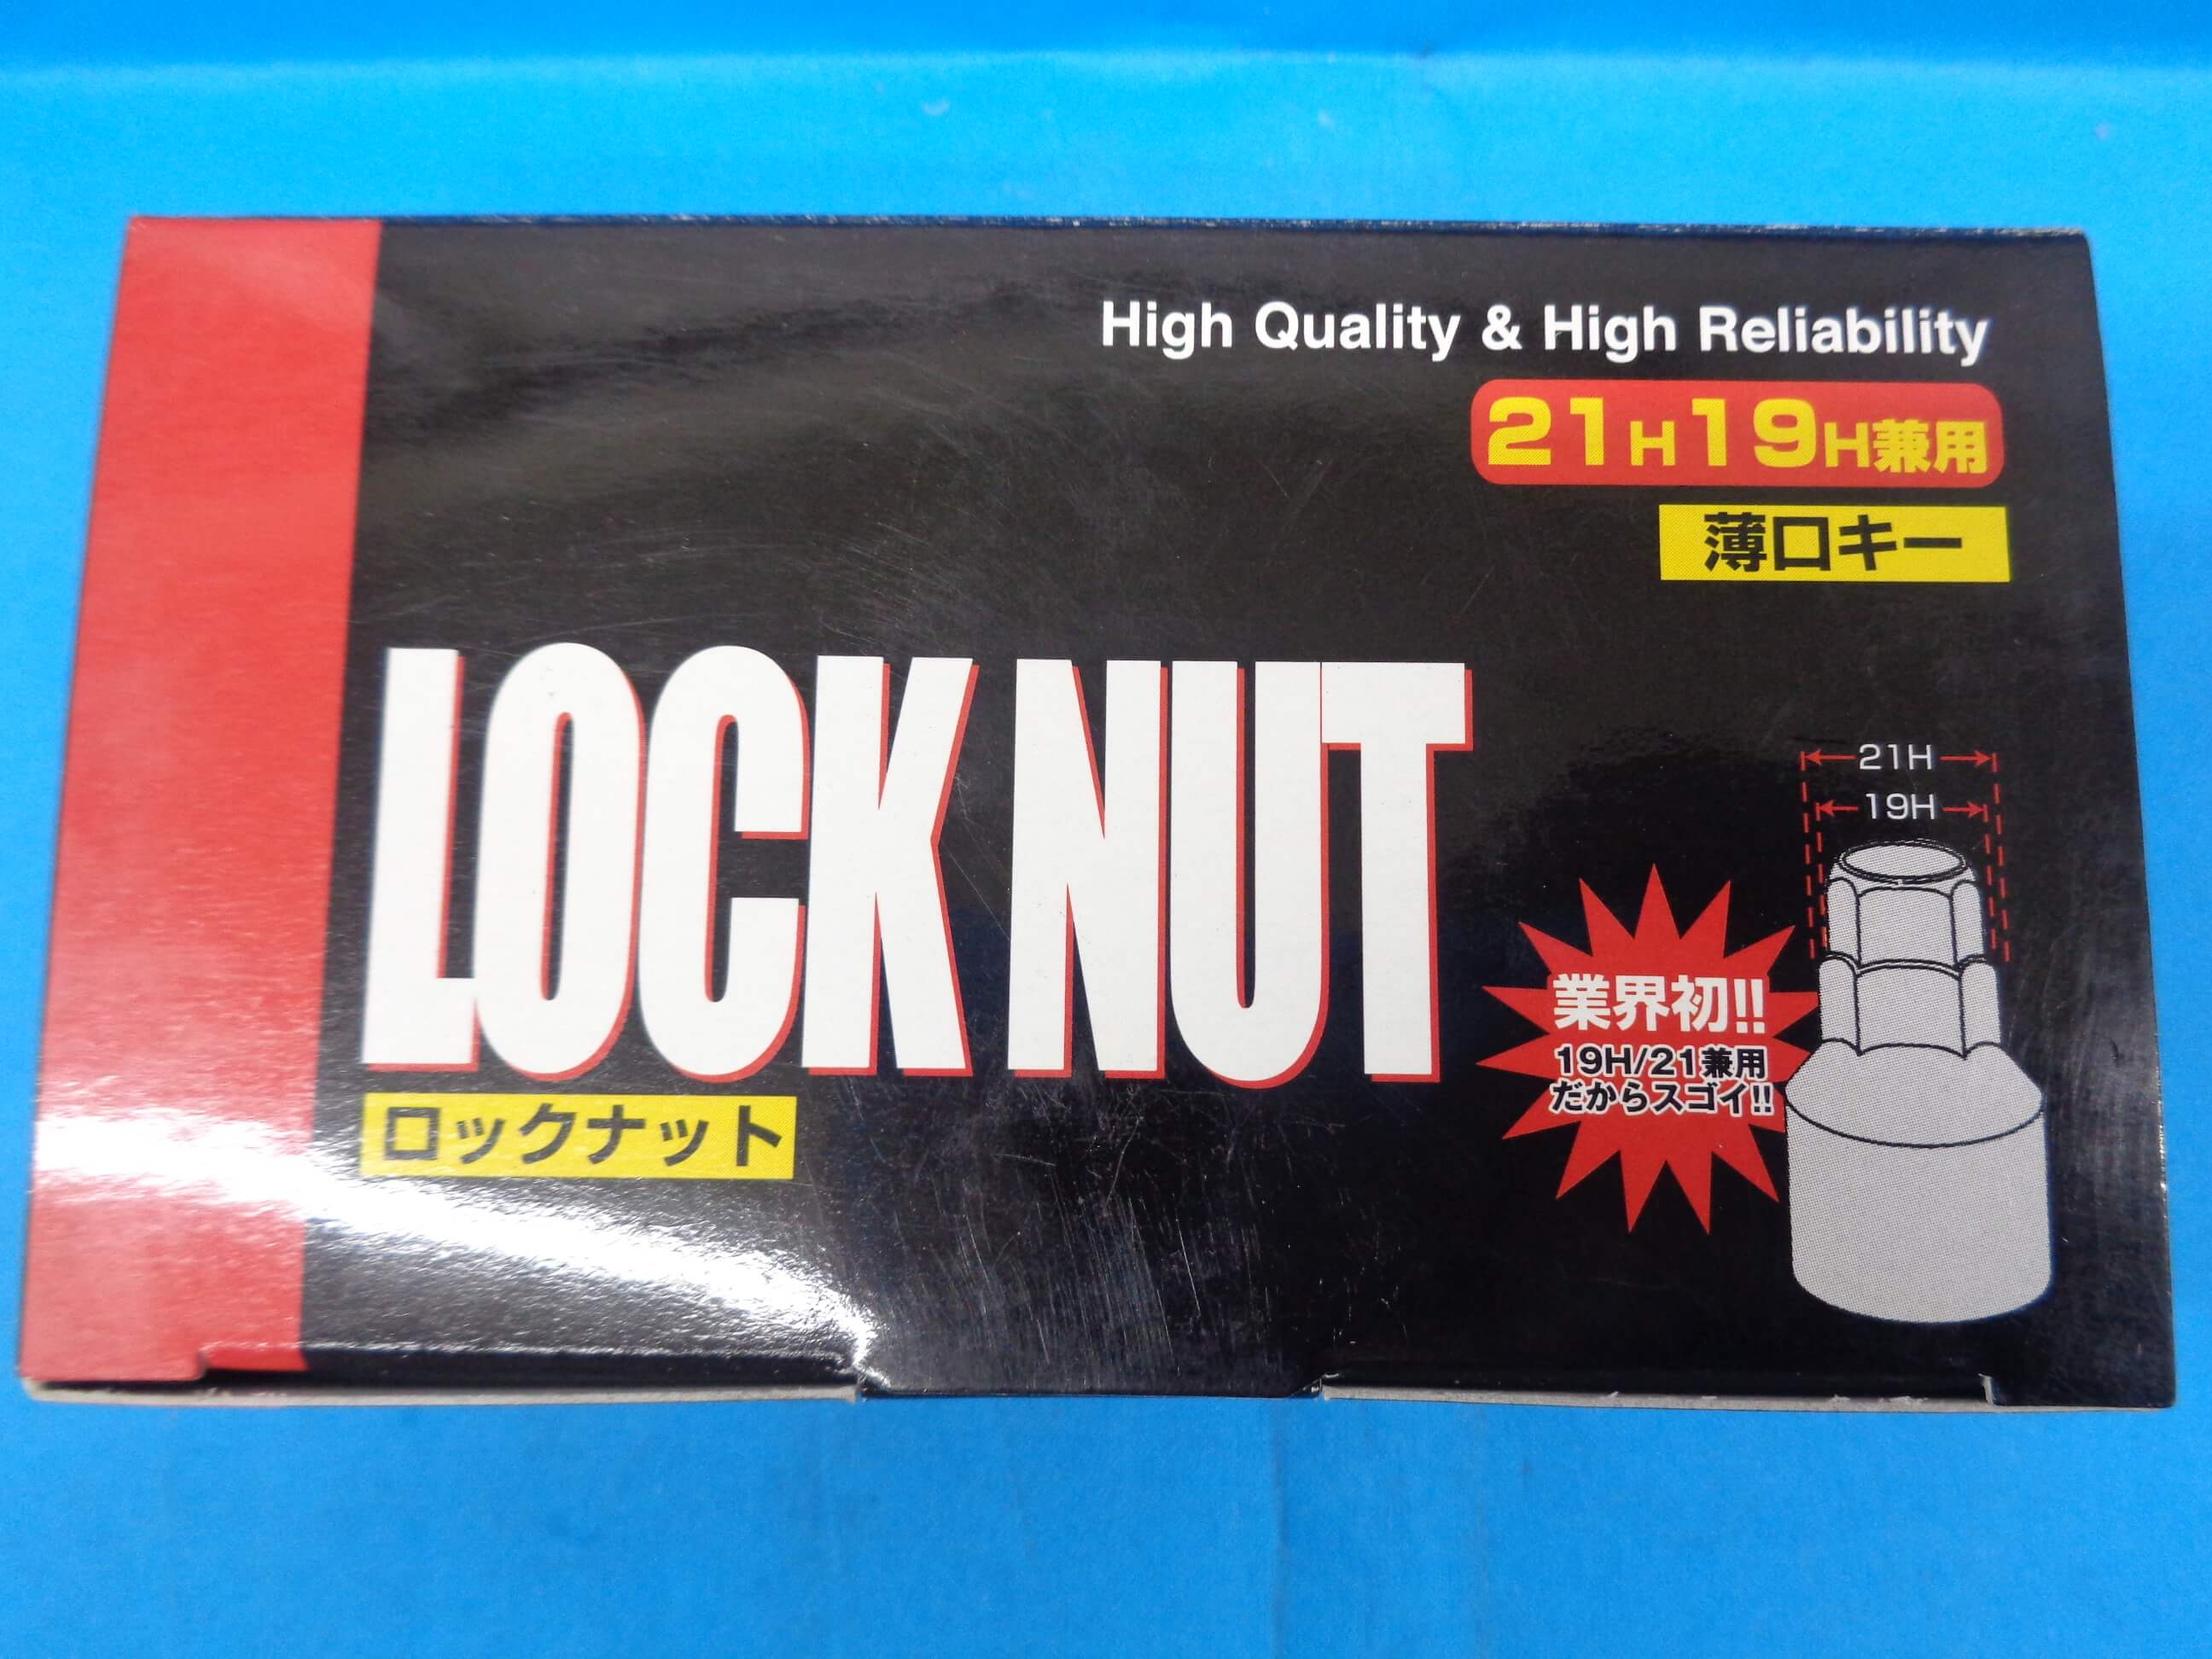 High Quality & High Reliability
21H19H兼用
薄口キー
LOCK NUT
ロックナット
21H
19H
業界初!!
19H/21兼用
だからスゴイ!!